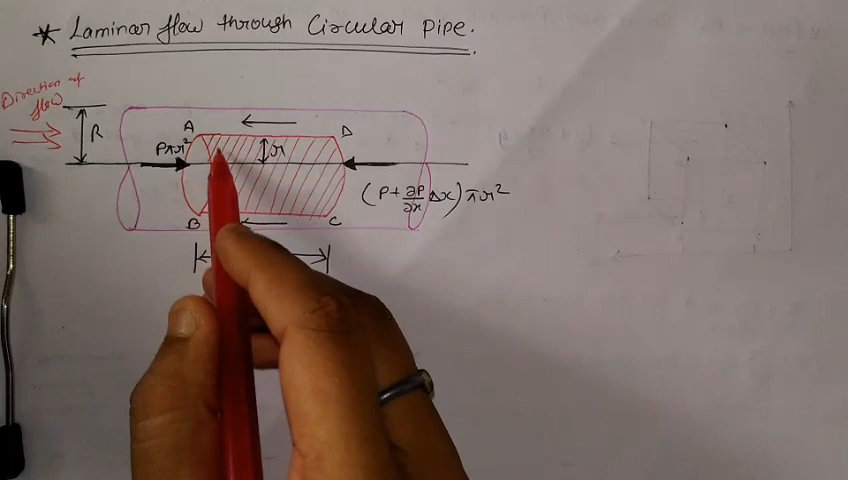 * Laminar flow through Circular pipe.
Direction of
flow
R
A
D
Pπr²
r
(P+∂P/∂x Δx)πr²
B
C